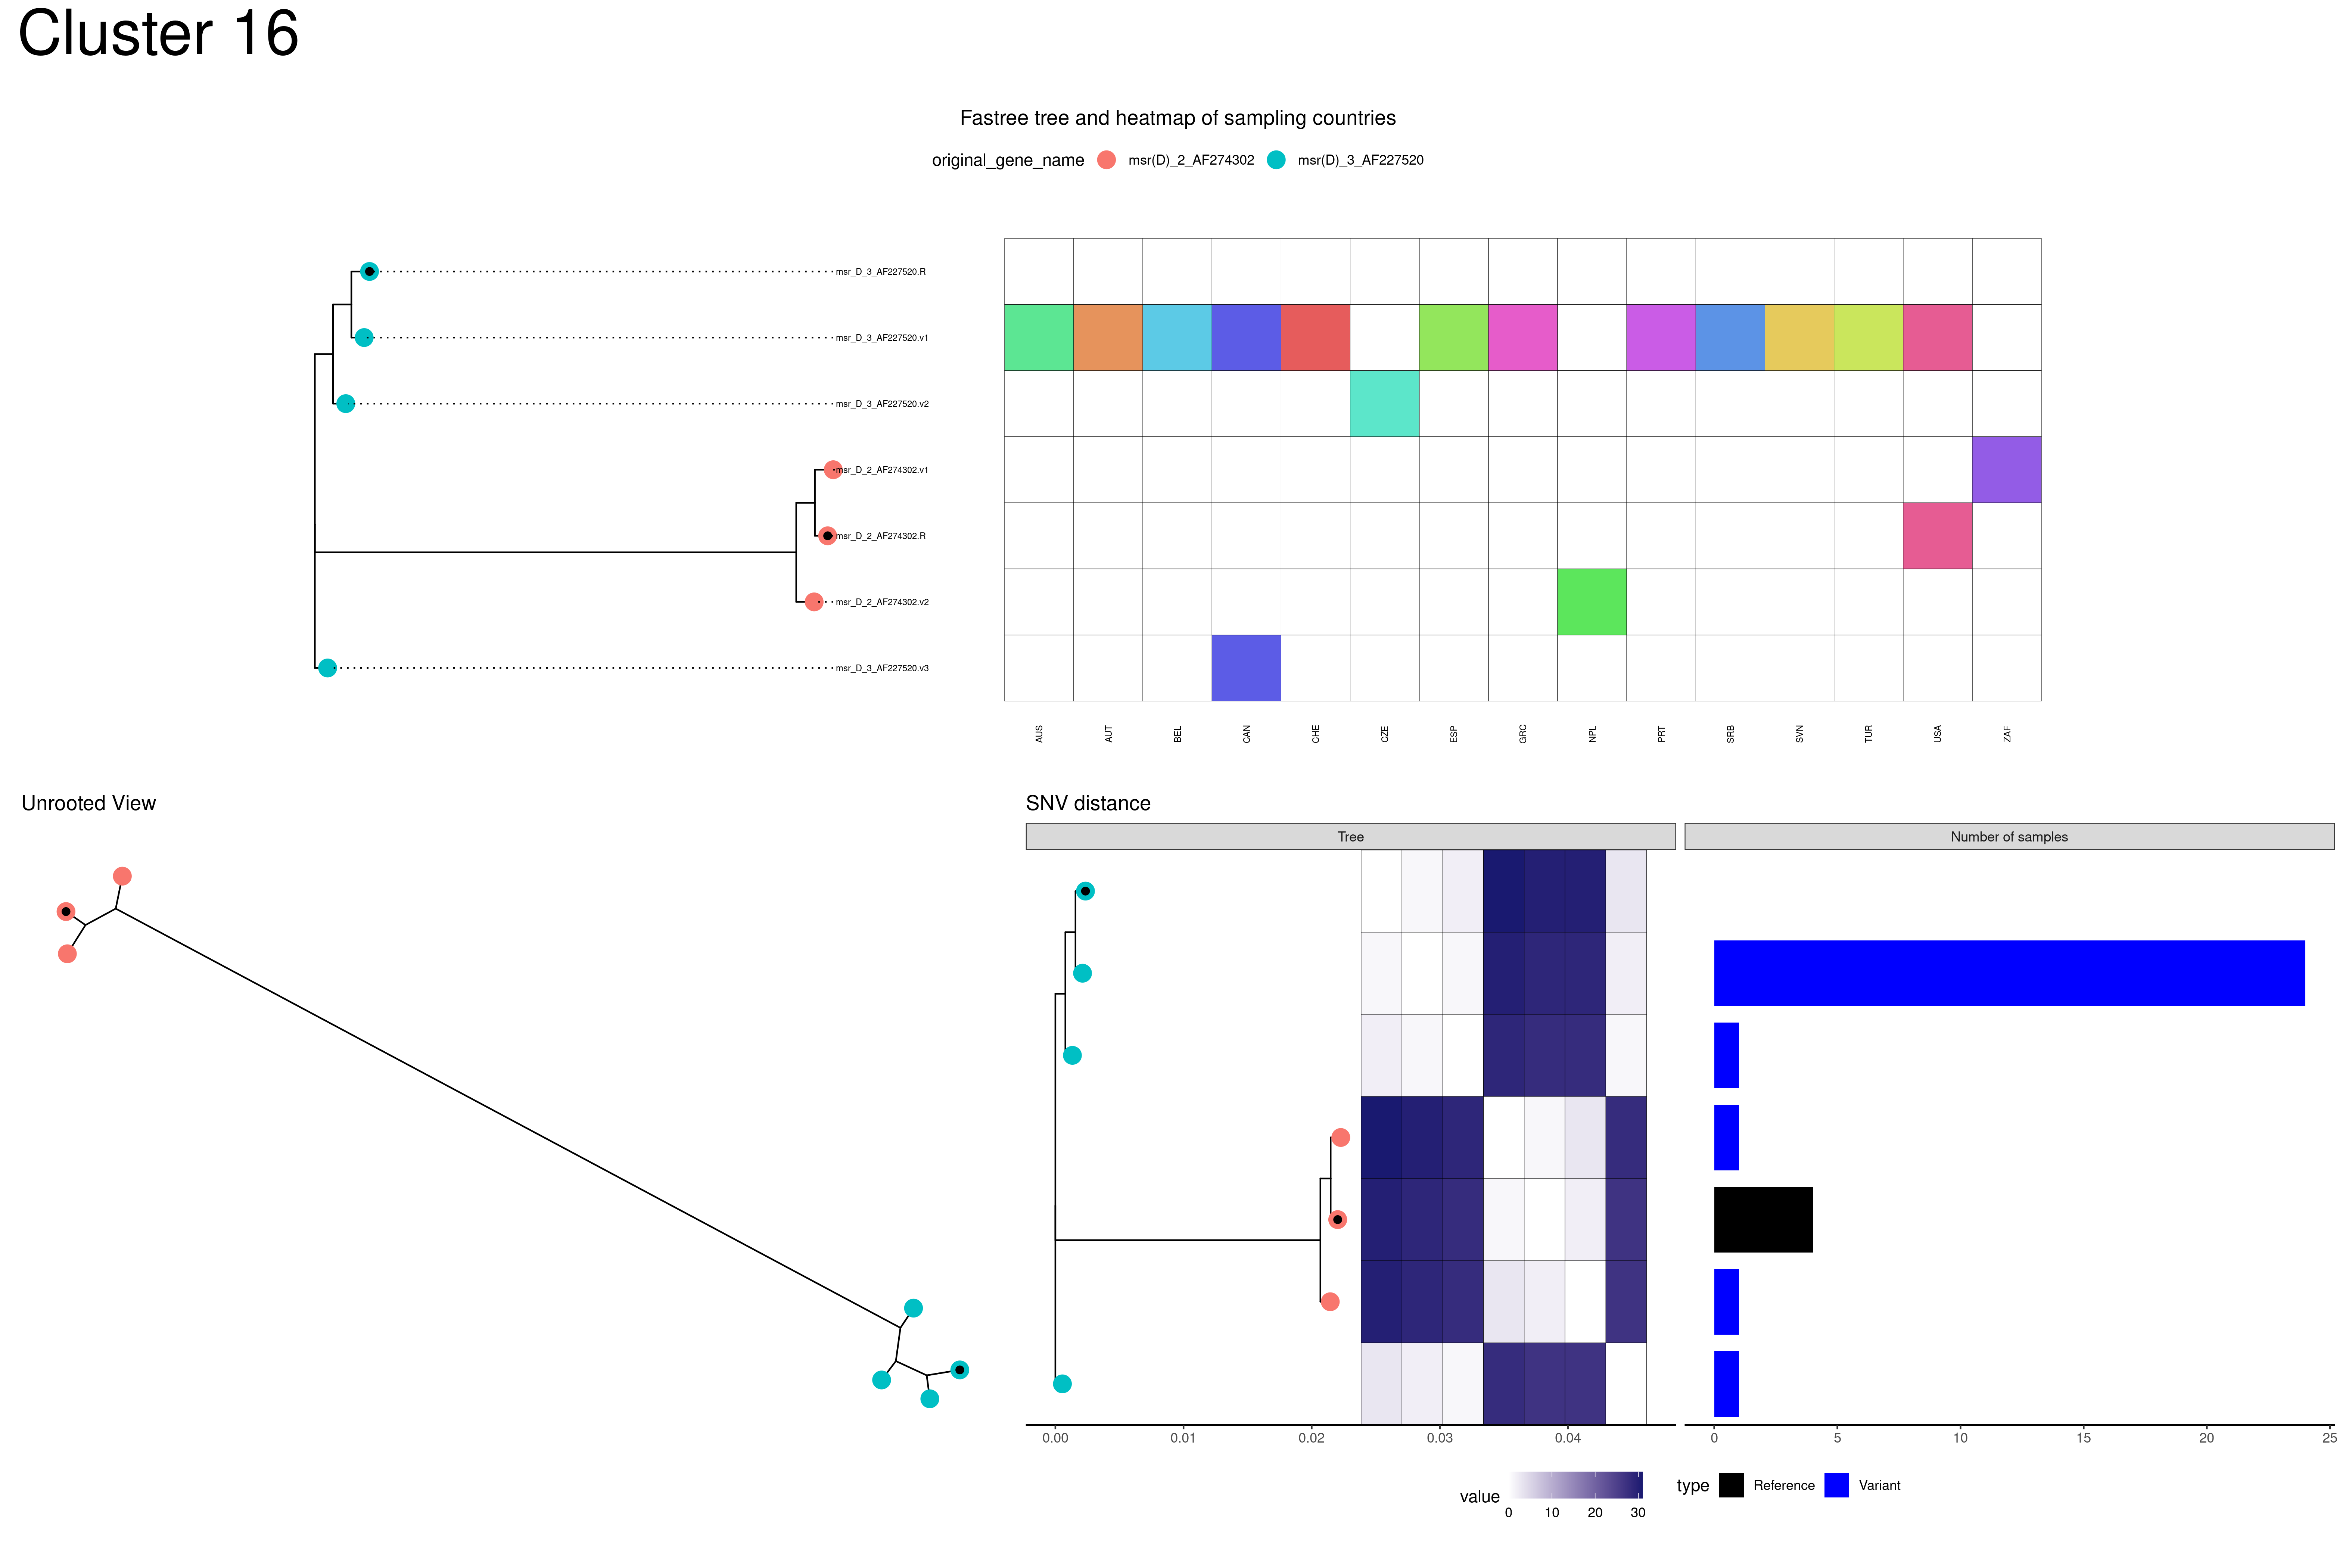 Cluster 16
Fastree tree and heatmap of sampling countries
original_gene_name msr(D)_2_AF274302 msr(D)_3_AF227520
msr_D_3_AF227520.R
msr_D_3_AF227520.v1
msr_D_3_AF227520.v2
msr_D_2_AF274302.v1
msr_D_2_AF274302.R
msr_D_2_AF274302.v2
msr_D_3_AF227520.v3
AUS AUT BEL CAN CHE CZE ESP GRC NPL PRT SRB SVN TUR USA ZAF
Unrooted View
SNV distance
Tree
Number of samples
0.00 0.01 0.02 0.03 0.04
0 5 10 15 20 25
value 0 10 20 30
type Reference Variant